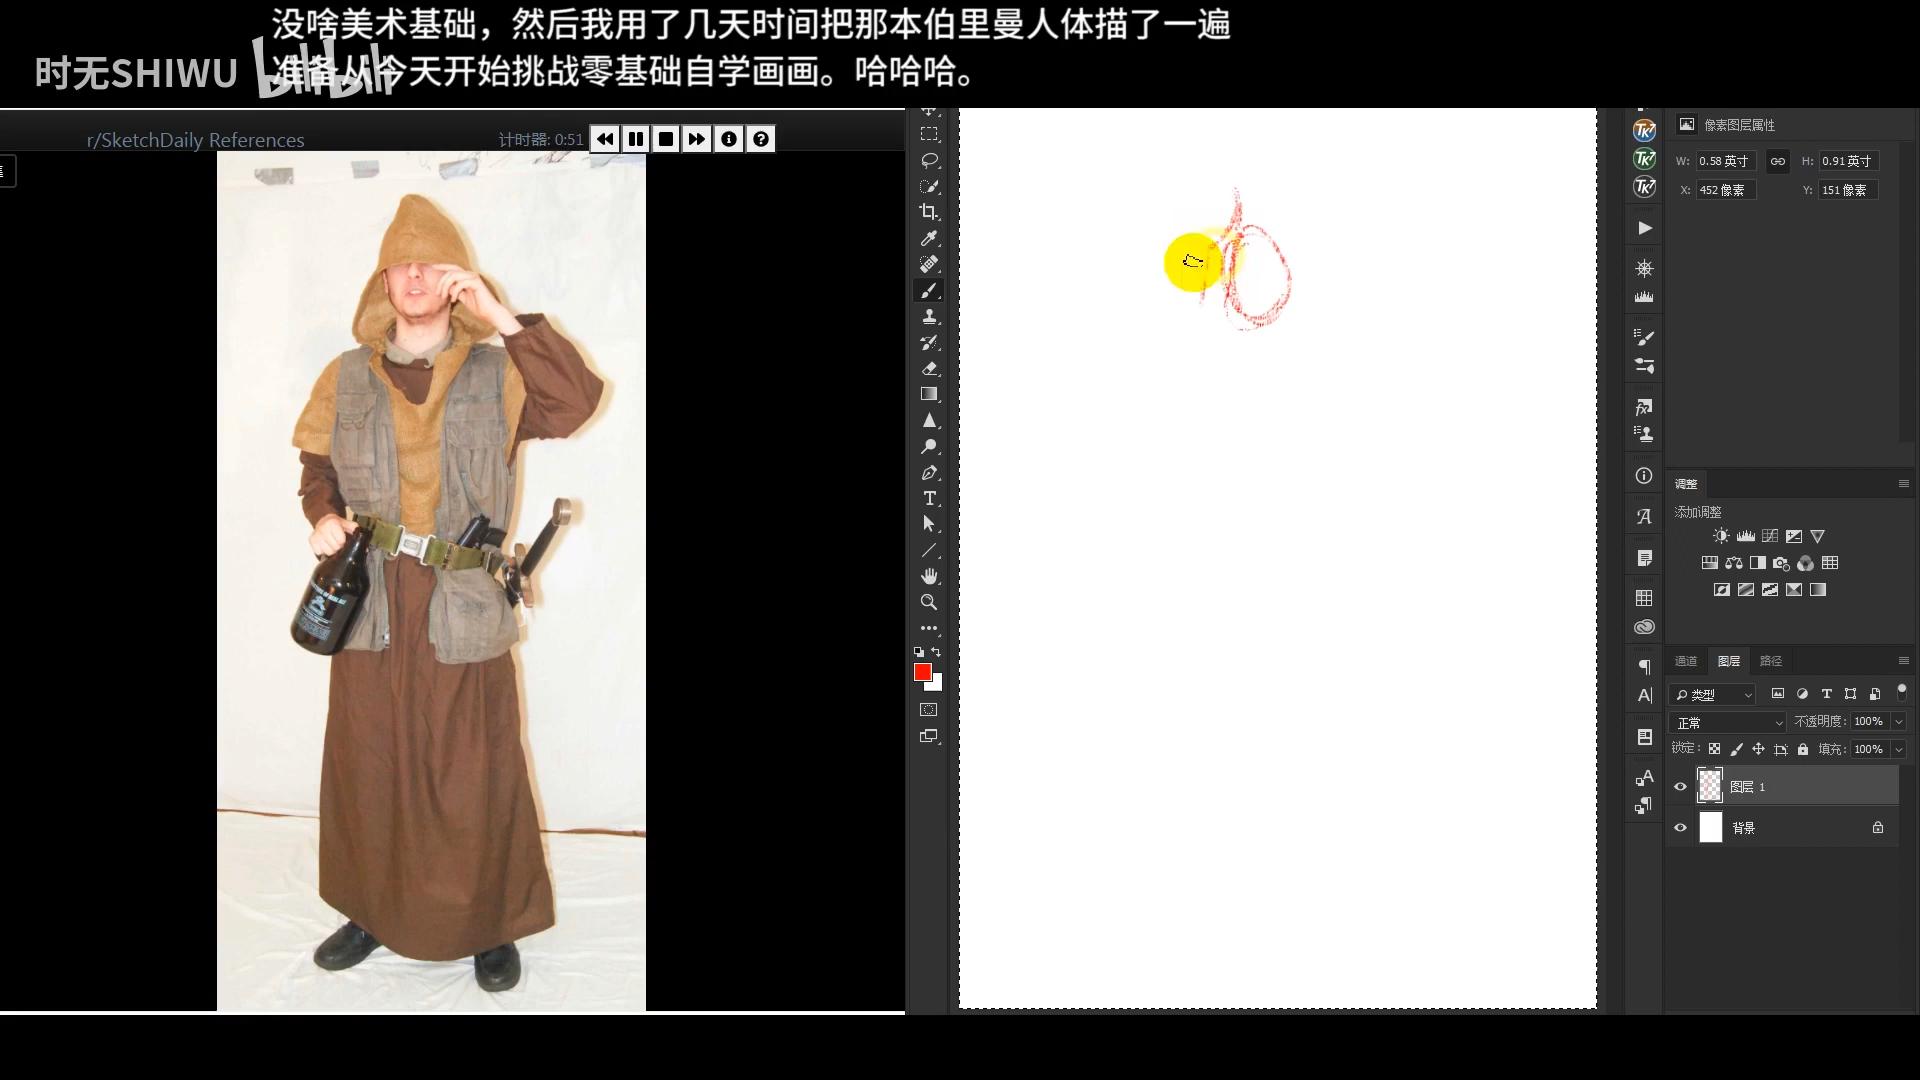 没啥美术基础，然后我用了几天时间把那本伯里曼人体描了一遍
准备从今天开始挑战零基础自学画画。哈哈哈。
时无SHIWU bilibili
r/SketchDaily References
计时器: 0:51
像素图层属性
W: 0.58 英寸 H: 0.91 英寸
X: 452 像素 Y: 151 像素
调整
添加调整
通道 图层 路径
类型
正常 不透明度: 100%
锁定: 填充: 100%
图层 1
背景